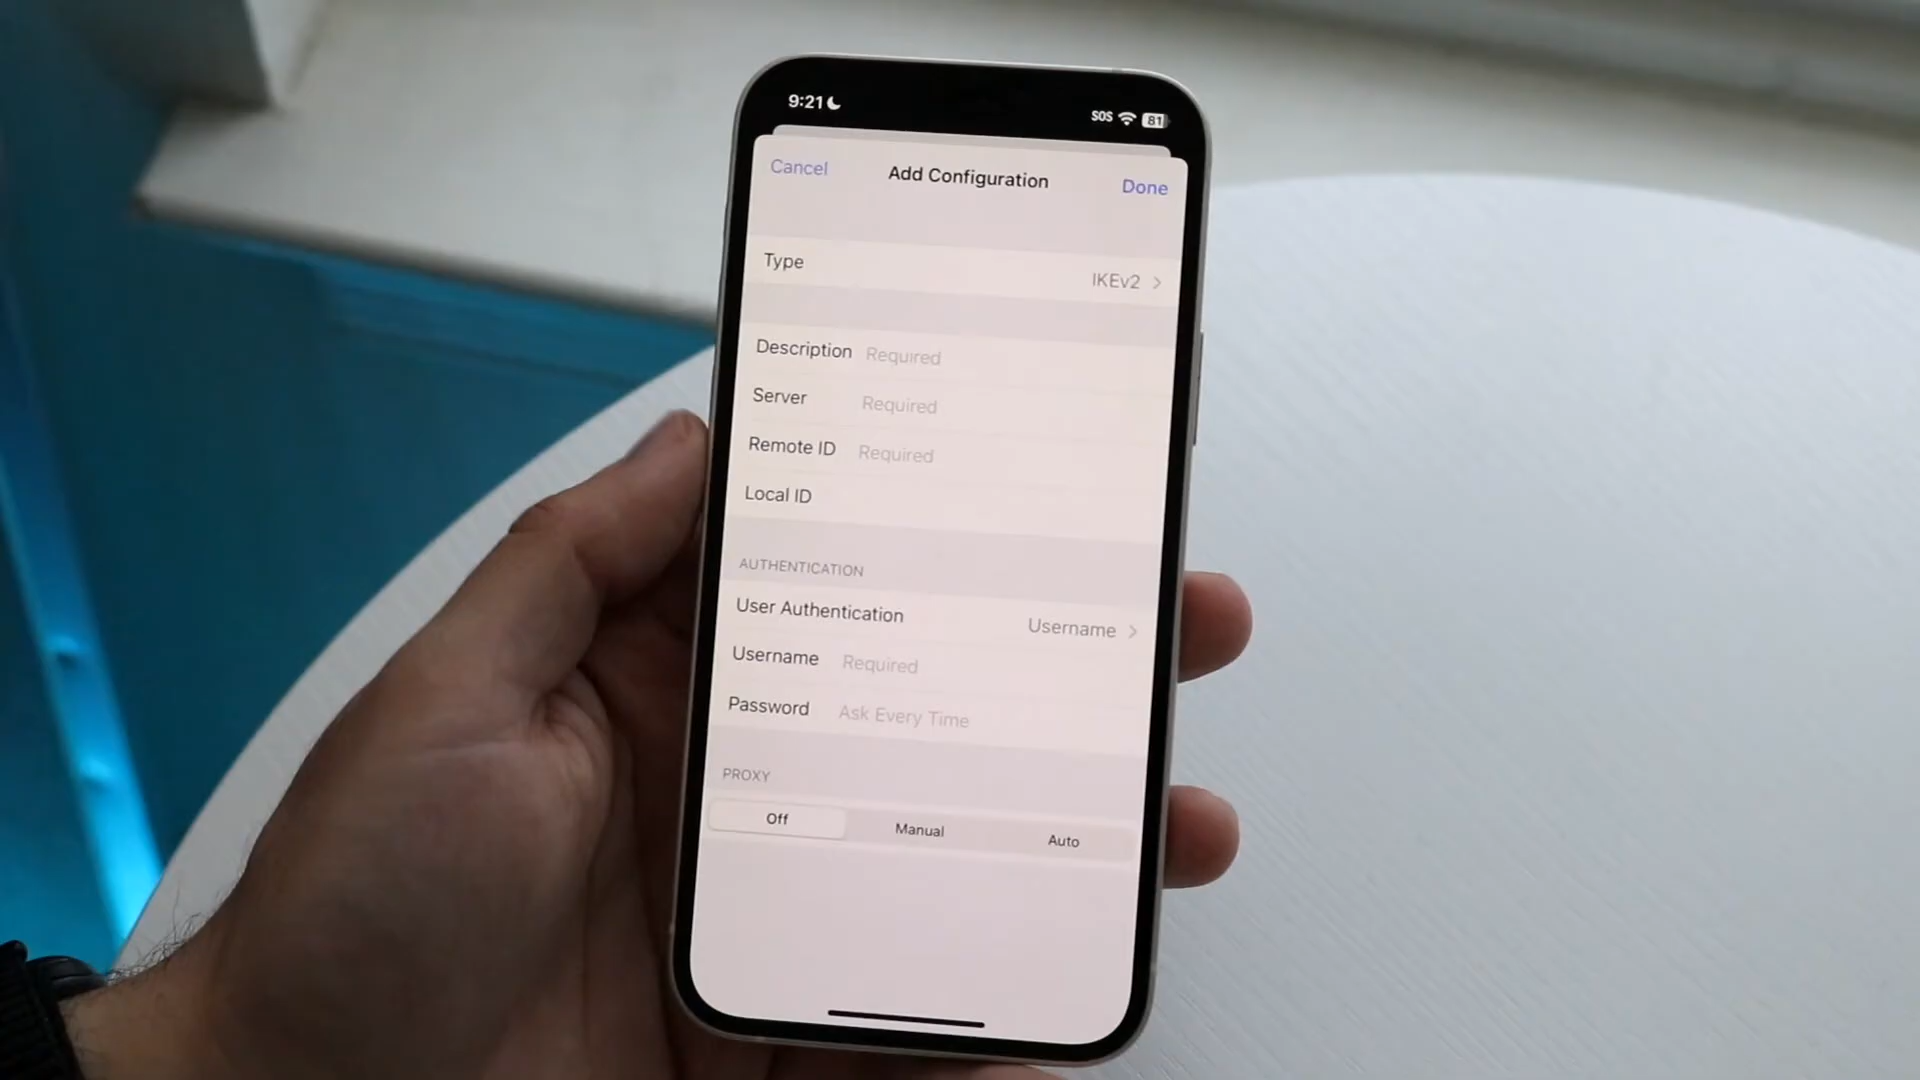 9:21
SOS 81
Cancel Add Configuration Done
Type IKEv2
Description Required
Server Required
Remote ID Required
Local ID
AUTHENTICATION
User Authentication Username
Username Required
Password Ask Every Time
PROXY
Off Manual Auto